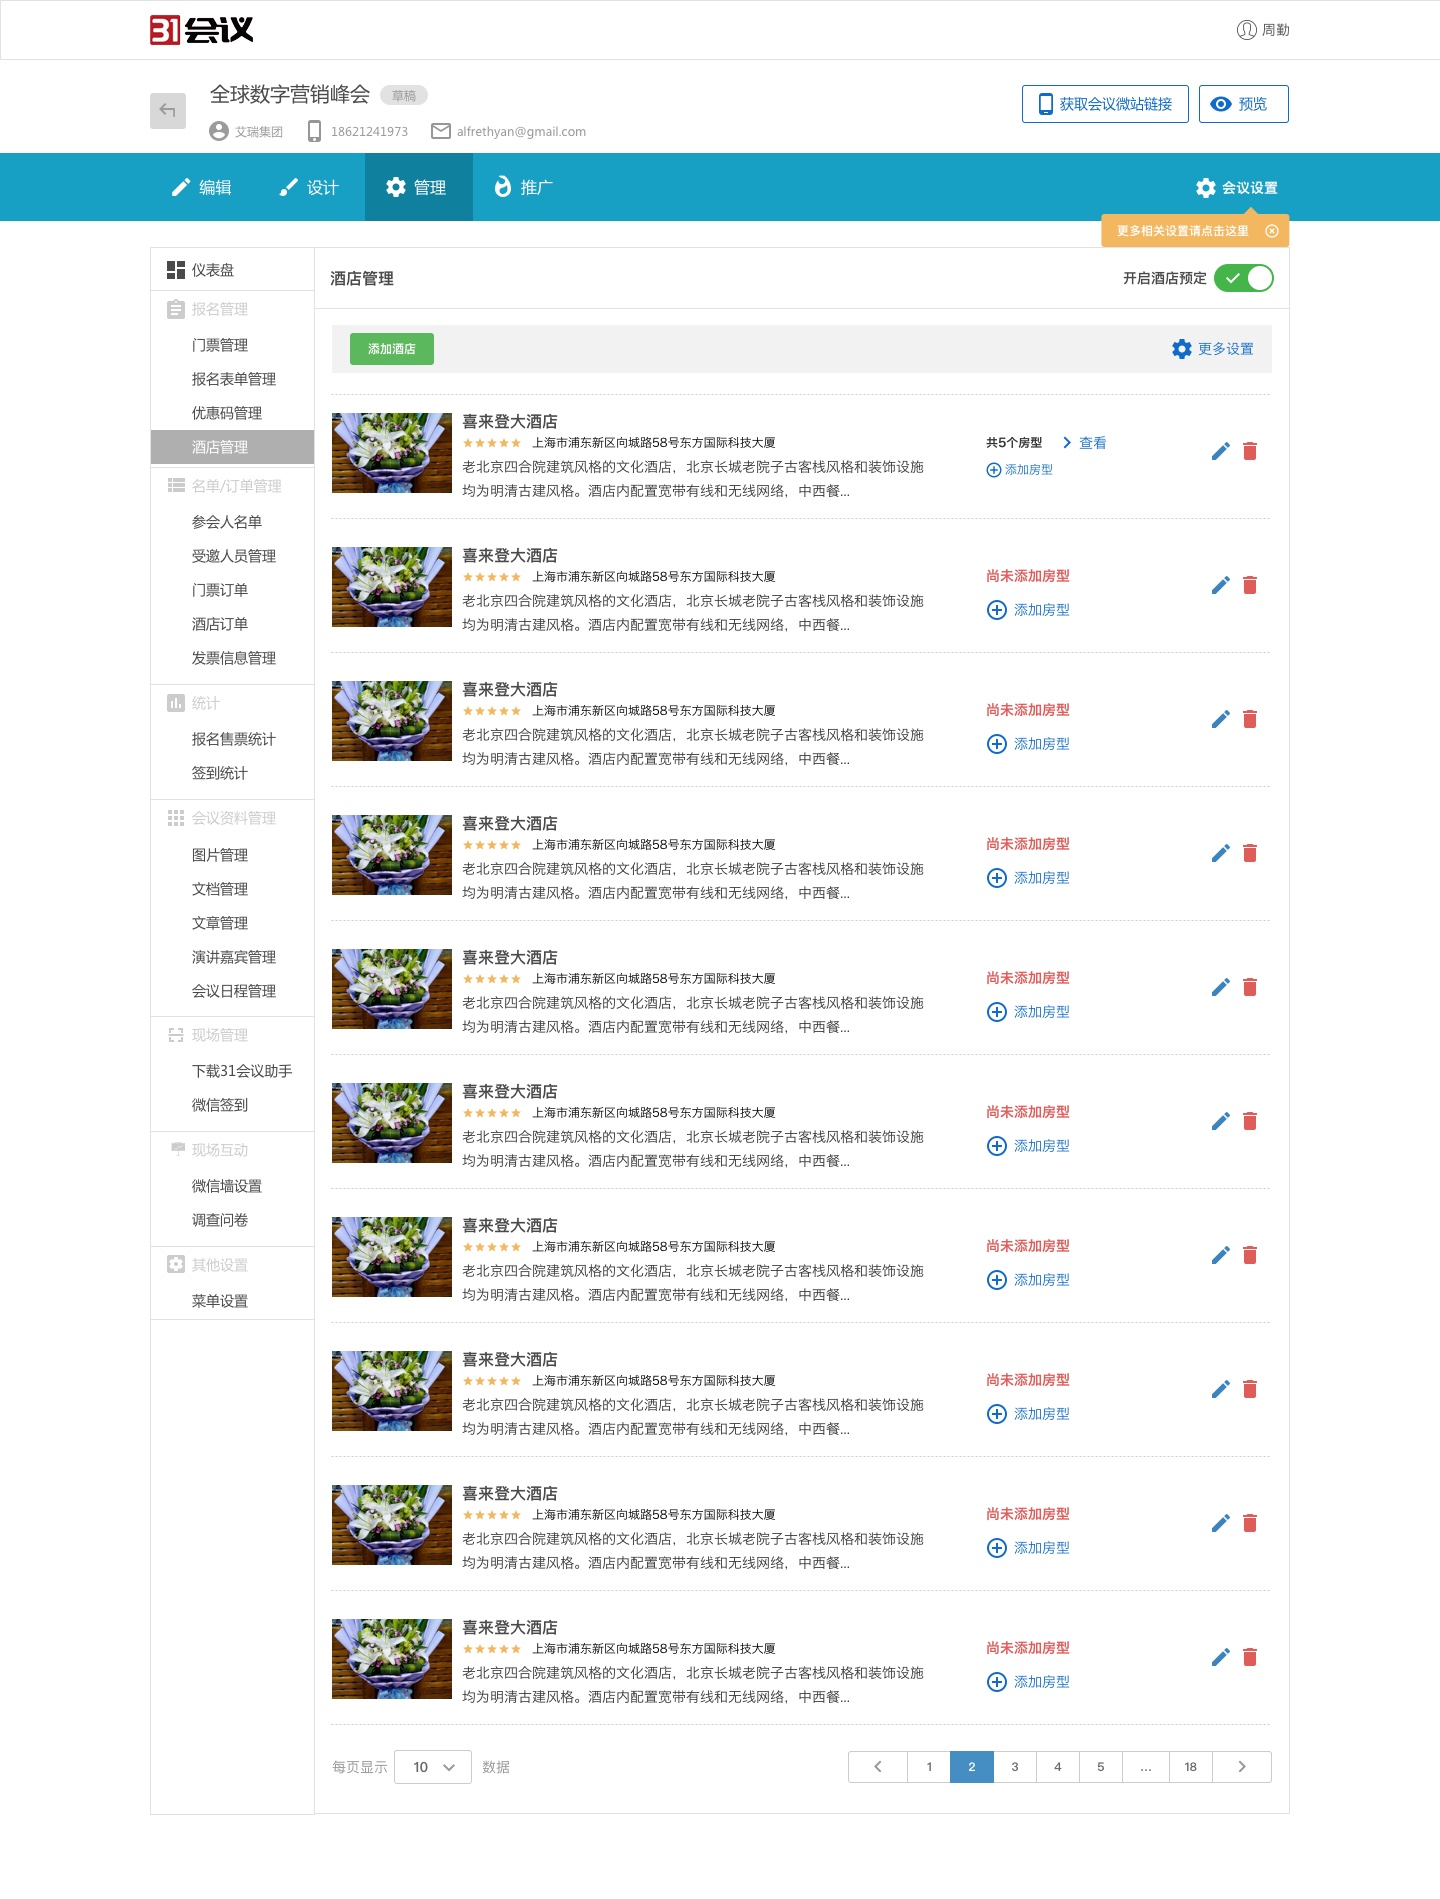 31会议
周勤
全球数字营销峰会 草稿
艾瑞集团 18621241973 alfrethyan@gmail.com
获取会议微站链接 预览
编辑 设计 管理 推广 会议设置
更多相关设置请点击这里
仪表盘
报名管理
门票管理
报名表单管理
优惠码管理
酒店管理
名单/订单管理
参会人名单
受邀人员管理
门票订单
酒店订单
发票信息管理
统计
报名售票统计
签到统计
会议资料管理
图片管理
文档管理
文章管理
演讲嘉宾管理
会议日程管理
现场管理
下载31会议助手
微信签到
现场互动
微信墙设置
调查问卷
其他设置
菜单设置
酒店管理 开启酒店预定
添加酒店 更多设置
喜来登大酒店
上海市浦东新区向城路58号东方国际科技大厦
老北京四合院建筑风格的文化酒店，北京长城老院子古客栈风格和装饰设施
均为明清古建风格。酒店内配置宽带有线和无线网络，中西餐...
共5个房型 查看
添加房型
喜来登大酒店
上海市浦东新区向城路58号东方国际科技大厦
老北京四合院建筑风格的文化酒店，北京长城老院子古客栈风格和装饰设施
均为明清古建风格。酒店内配置宽带有线和无线网络，中西餐...
尚未添加房型
添加房型
喜来登大酒店
上海市浦东新区向城路58号东方国际科技大厦
老北京四合院建筑风格的文化酒店，北京长城老院子古客栈风格和装饰设施
均为明清古建风格。酒店内配置宽带有线和无线网络，中西餐...
尚未添加房型
添加房型
喜来登大酒店
上海市浦东新区向城路58号东方国际科技大厦
老北京四合院建筑风格的文化酒店，北京长城老院子古客栈风格和装饰设施
均为明清古建风格。酒店内配置宽带有线和无线网络，中西餐...
尚未添加房型
添加房型
喜来登大酒店
上海市浦东新区向城路58号东方国际科技大厦
老北京四合院建筑风格的文化酒店，北京长城老院子古客栈风格和装饰设施
均为明清古建风格。酒店内配置宽带有线和无线网络，中西餐...
尚未添加房型
添加房型
喜来登大酒店
上海市浦东新区向城路58号东方国际科技大厦
老北京四合院建筑风格的文化酒店，北京长城老院子古客栈风格和装饰设施
均为明清古建风格。酒店内配置宽带有线和无线网络，中西餐...
尚未添加房型
添加房型
喜来登大酒店
上海市浦东新区向城路58号东方国际科技大厦
老北京四合院建筑风格的文化酒店，北京长城老院子古客栈风格和装饰设施
均为明清古建风格。酒店内配置宽带有线和无线网络，中西餐...
尚未添加房型
添加房型
喜来登大酒店
上海市浦东新区向城路58号东方国际科技大厦
老北京四合院建筑风格的文化酒店，北京长城老院子古客栈风格和装饰设施
均为明清古建风格。酒店内配置宽带有线和无线网络，中西餐...
尚未添加房型
添加房型
喜来登大酒店
上海市浦东新区向城路58号东方国际科技大厦
老北京四合院建筑风格的文化酒店，北京长城老院子古客栈风格和装饰设施
均为明清古建风格。酒店内配置宽带有线和无线网络，中西餐...
尚未添加房型
添加房型
喜来登大酒店
上海市浦东新区向城路58号东方国际科技大厦
老北京四合院建筑风格的文化酒店，北京长城老院子古客栈风格和装饰设施
均为明清古建风格。酒店内配置宽带有线和无线网络，中西餐...
尚未添加房型
添加房型
每页显示 10 数据 1 2 3 4 5 ... 18